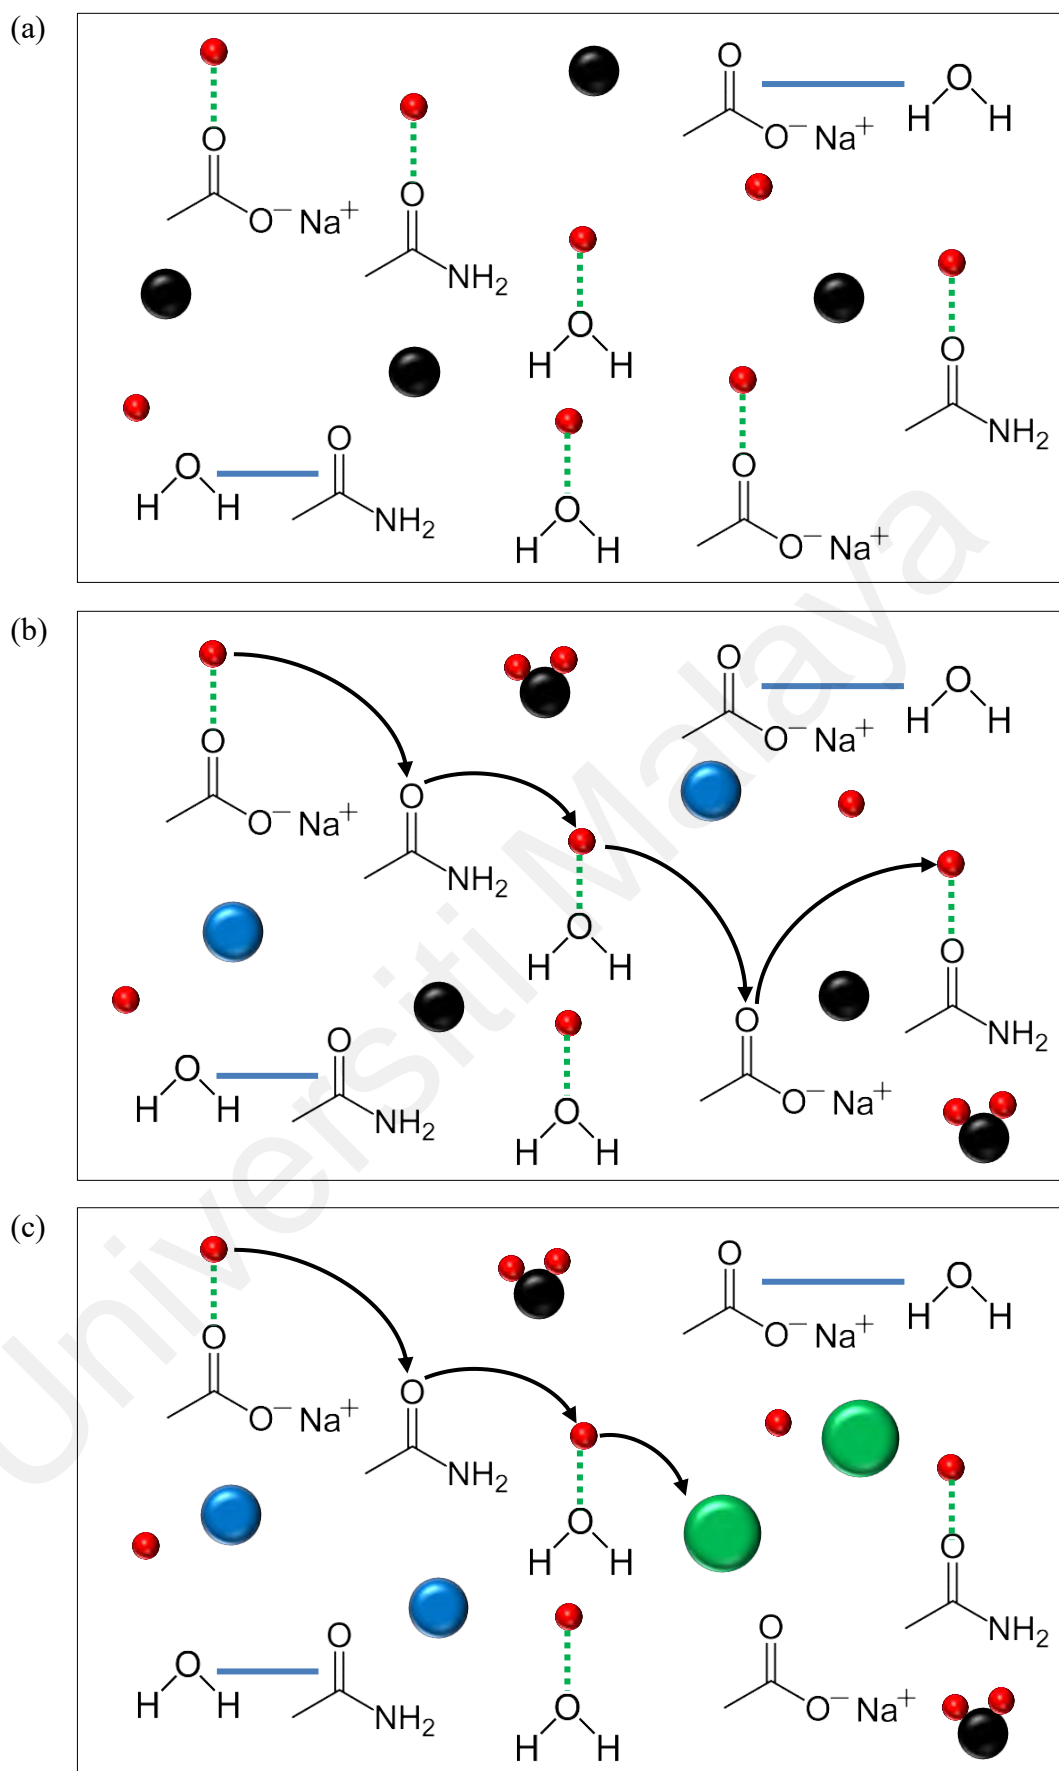 (a)
O
O
H H
O⁻ Na⁺
O
O
O⁻ Na⁺
NH₂
O
H H
O
NH₂
O
H H
O
NH₂
O
H H
O
O⁻ Na⁺
(b)
O
O
H H
O⁻ Na⁺
O
O
O⁻ Na⁺
NH₂
O
H H
O
NH₂
O
O⁻ Na⁺
O
H H
O
NH₂
O
H H
(c)
O
O
H H
O⁻ Na⁺
O
O⁻ Na⁺
O
NH₂
O
H H
O
NH₂
O
H H
O
NH₂
O
H H
O
O⁻ Na⁺
Universiti Malaya